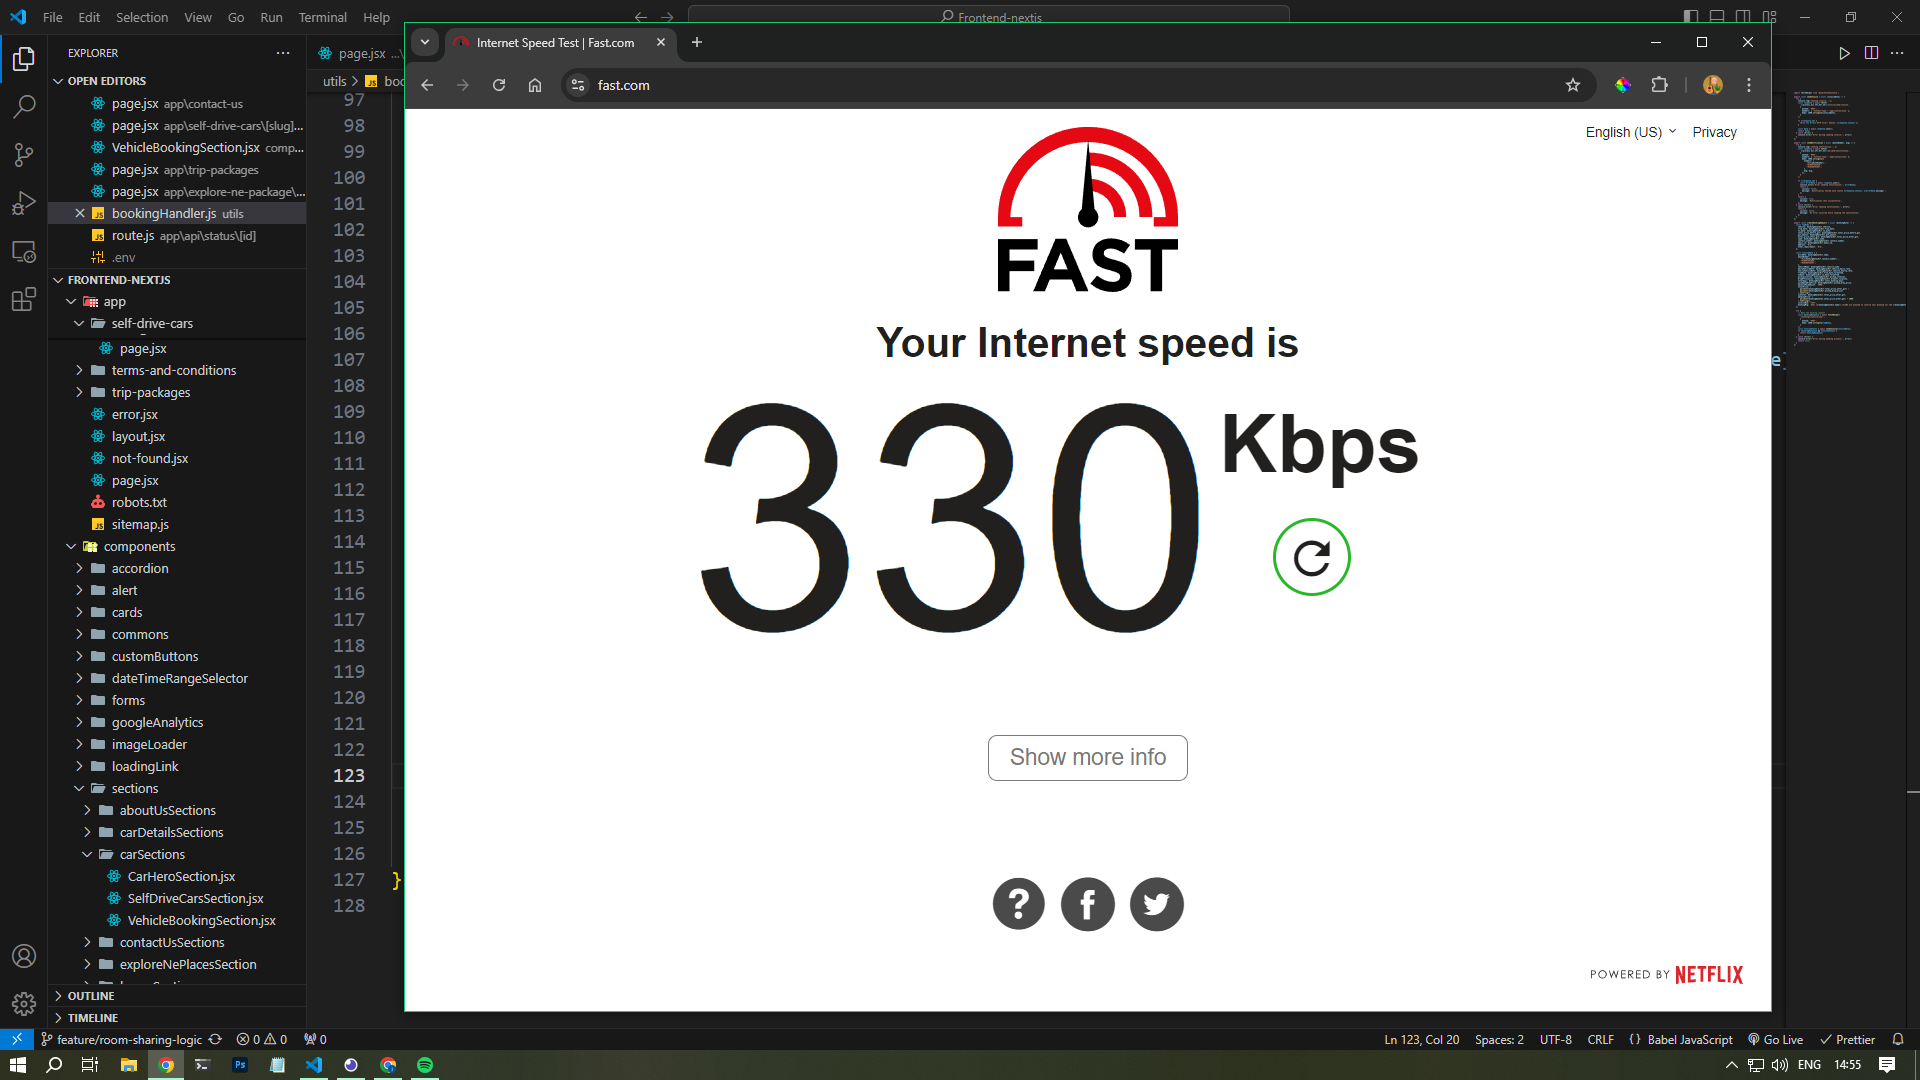 File Edit Selection View Go Run Terminal Help
Frontend-nextjs
EXPLORER
OPEN EDITORS
page.jsx app\contact-us
page.jsx app\self-drive-cars\[slug]...
VehicleBookingSection.jsx comp...
page.jsx app\trip-packages
page.jsx app\explore-ne-package\...
bookingHandler.js utils
route.js app\api\status\[id]
.env
FRONTEND-NEXTJS
app
self-drive-cars
page.jsx
terms-and-conditions
trip-packages
error.jsx
layout.jsx
not-found.jsx
page.jsx
robots.txt
sitemap.js
components
accordion
alert
cards
commons
customButtons
dateTimeRangeSelector
forms
googleAnalytics
imageLoader
loadingLink
sections
aboutUsSections
carDetailsSections
carSections
CarHeroSection.jsx
SelfDriveCarsSection.jsx
VehicleBookingSection.jsx
contactUsSections
exploreNePlacesSection
OUTLINE
TIMELINE
page.jsx ...\
utils > JS boo
97
98
99
100
101
102
103
104
105
106
107
108
109
110
111
112
113
114
115
116
117
118
119
120
121
122
123
124
125
126
127 }
128
Internet Speed Test | Fast.com
fast.com
English (US) Privacy
FAST
Your Internet speed is
330 Kbps
Show more info
POWERED BY NETFLIX
feature/room-sharing-logic 0 0 0
Ln 123, Col 20 Spaces: 2 UTF-8 CRLF {} Babel JavaScript Go Live Prettier
ENG 14:55